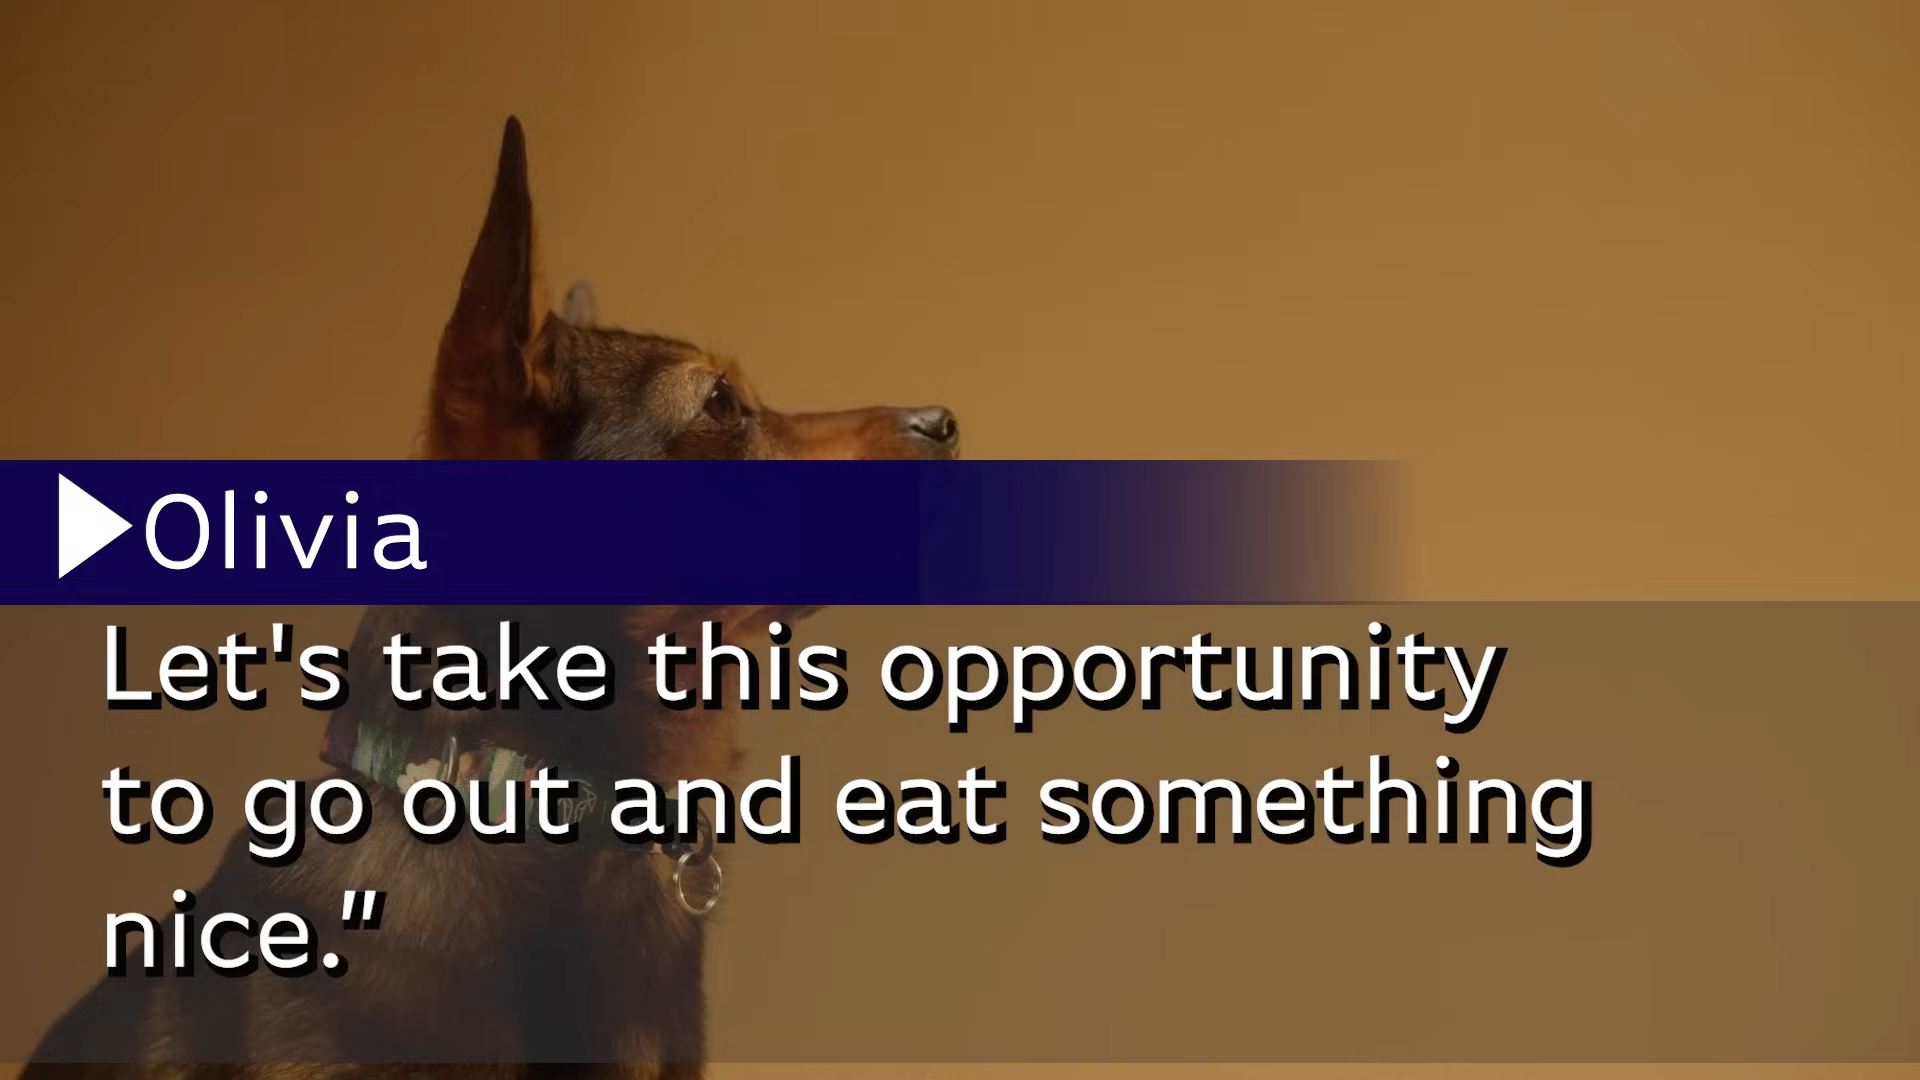 Olivia
Let's take this opportunity
to go out and eat something
nice."